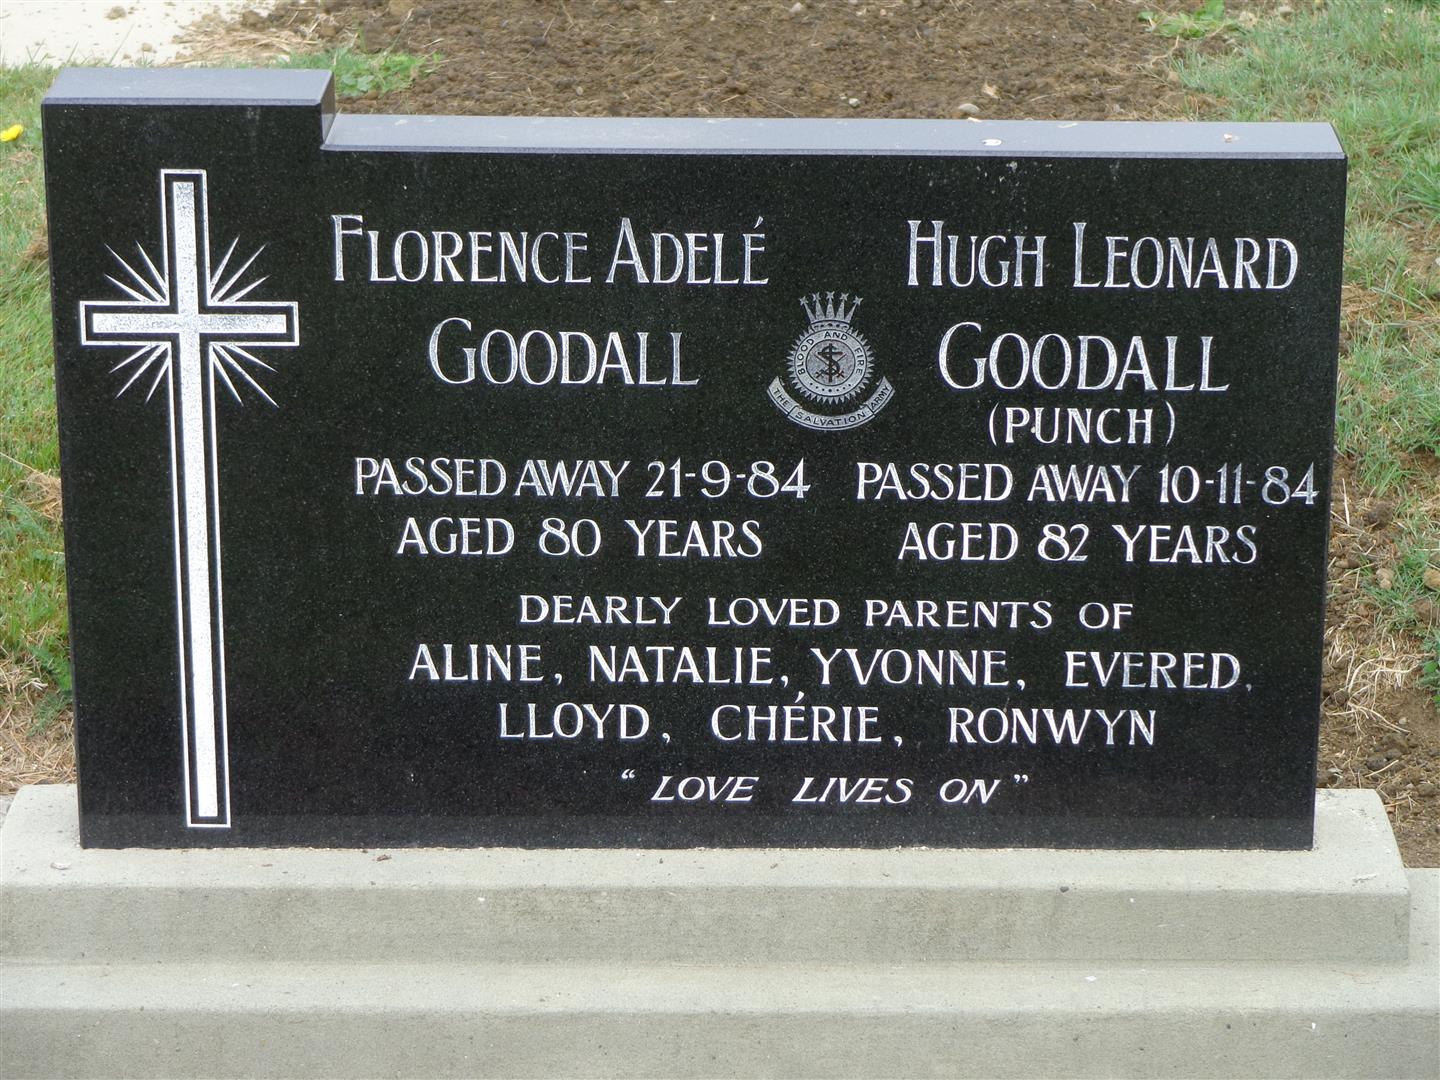 FLORENCE ADELÉ
GOODALL
PASSED AWAY 21-9-84
AGED 80 YEARS
BLOOD AND FIRE
S
THE SALVATION ARMY
HUGH LEONARD
GOODALL
(PUNCH)
PASSED AWAY 10-11-84
AGED 82 YEARS
DEARLY LOVED PARENTS OF
ALINE, NATALIE, YVONNE, EVERED,
LLOYD, CHÉRIE, RONWYN
"LOVE LIVES ON"